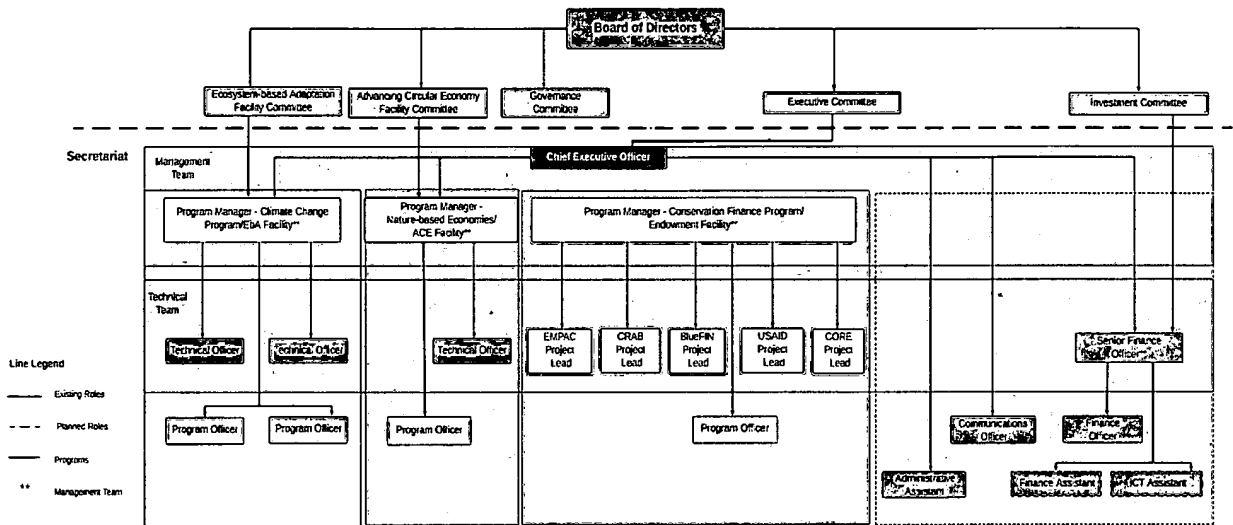 Board of Directors
Ecosystem-based Adaptation
Facility Committee
Advancing Circular Economy
Facility Committee
Governance
Committee
Executive Committee
Investment Committee
Secretariat
Management
Team
Chief Executive Officer
Program Manager - Climate Change
Program/EbA Facility**
Program Manager -
Nature-based Economies/
ACE Facility**
Program Manager - Conservation Finance Program/
Endowment Facility**
Technical
Team
Technical Officer
Technical Officer
Technical Officer
EMPAC
Project
Lead
CRAB
Project
Lead
BlueFIN
Project
Lead
USAID
Project
Lead
CORE
Project
Lead
Senior Finance
Officer**
Line Legend
Existing Roles
Planned Roles
Programs
** Management Team
Program Officer
Program Officer
Program Officer
Program Officer
Communications
Officer
Finance
Officer
Administrative
Assistant
Finance Assistant
ICT Assistant